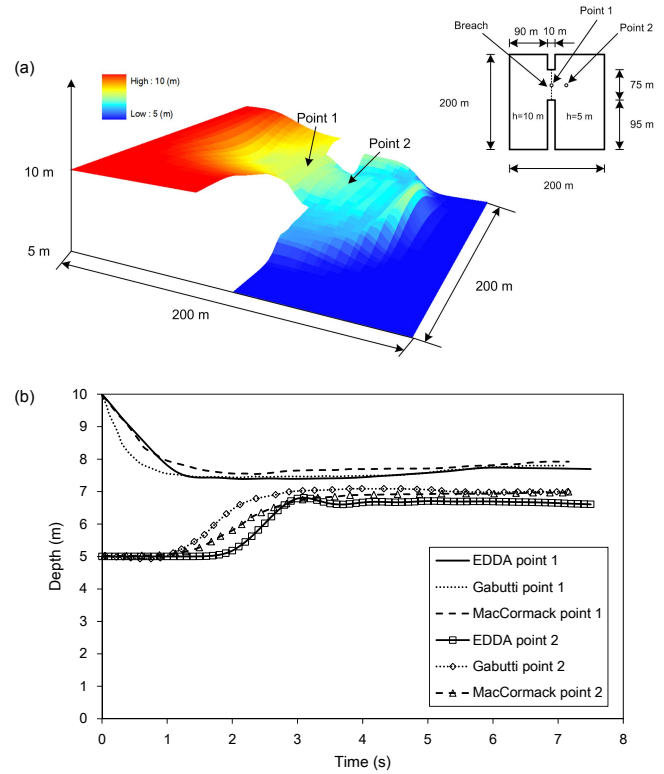 (a)
High : 10 (m)
Low : 5 (m)
Point 1
Point 2
10 m
5 m
200 m
200 m
Breach
90 m
10 m
Point 1
Point 2
200 m
75 m
95 m
h=10 m
h=5 m
200 m
(b)
Depth (m)
10
9
8
7
6
5
4
3
2
1
0
EDDA point 1
Gabutti point 1
MacCormack point 1
EDDA point 2
Gabutti point 2
MacCormack point 2
0 1 2 3 4 5 6 7 8
Time (s)